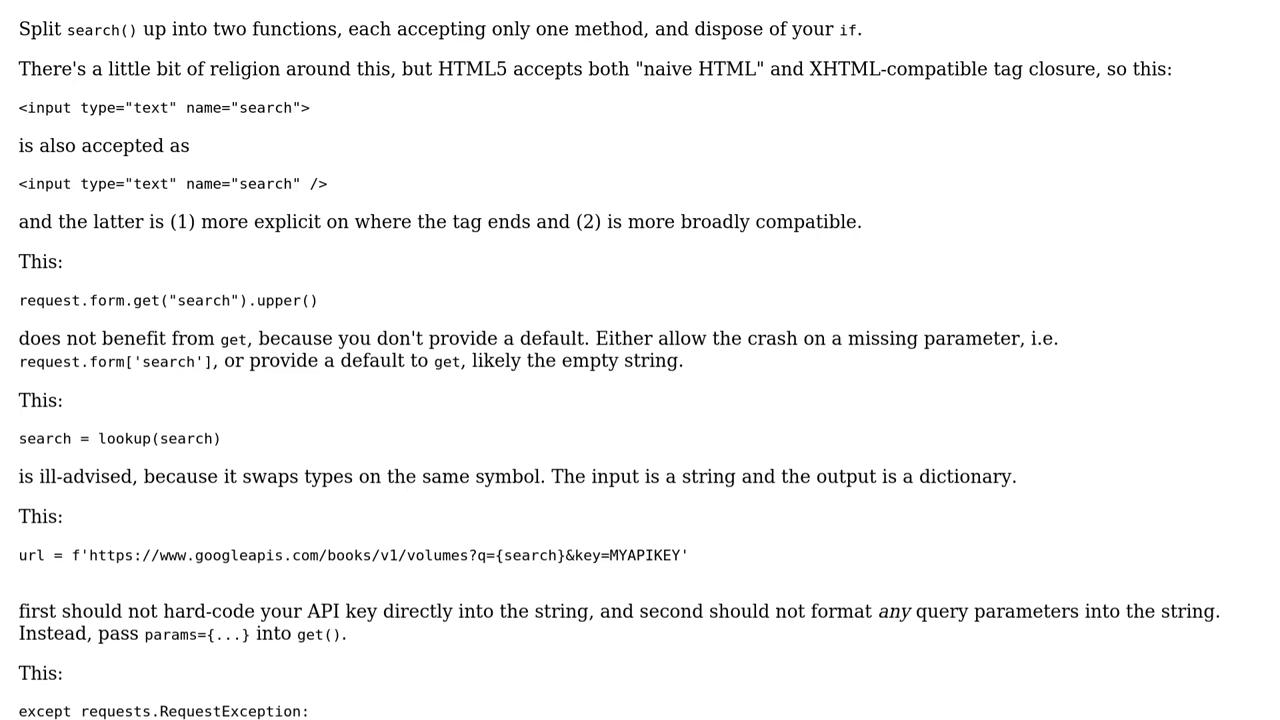 Split search() up into two functions, each accepting only one method, and dispose of your if.
There's a little bit of religion around this, but HTML5 accepts both "naive HTML" and XHTML-compatible tag closure, so this:
<input type="text" name="search">
is also accepted as
<input type="text" name="search" />
and the latter is (1) more explicit on where the tag ends and (2) is more broadly compatible.
This:
request.form.get("search").upper()
does not benefit from get, because you don't provide a default. Either allow the crash on a missing parameter, i.e.
request.form['search'], or provide a default to get, likely the empty string.
This:
search = lookup(search)
is ill-advised, because it swaps types on the same symbol. The input is a string and the output is a dictionary.
This:
url = f'https://www.googleapis.com/books/v1/volumes?q={search}&key=MYAPIKEY'
first should not hard-code your API key directly into the string, and second should not format any query parameters into the string.
Instead, pass params={...} into get().
This:
except requests.RequestException: